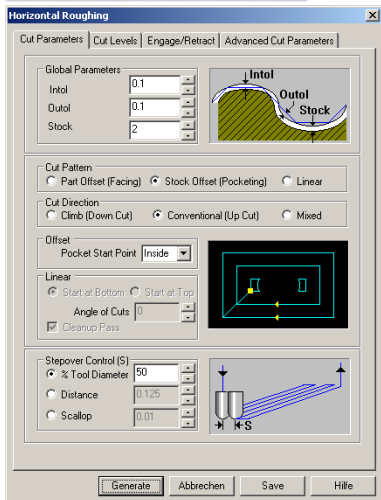 Horizontal Roughing
Cut Parameters Cut Levels Engage/Retract Advanced Cut Parameters
Global Parameters
Intol 0.1
Outol 0.1
Stock 2
Intol
Outol
Stock
Cut Pattern
Part Offset (Facing) Stock Offset (Pocketing) Linear
Cut Direction
Climb (Down Cut) Conventional (Up Cut) Mixed
Offset
Pocket Start Point Inside
Linear
Start at Bottom Start at Top
Angle of Cuts 0
Cleanup Pass
Stepover Control (S)
% Tool Diameter 50
Distance 0.125
Scallop 0.01
S
Generate Abbrechen Save Hilfe